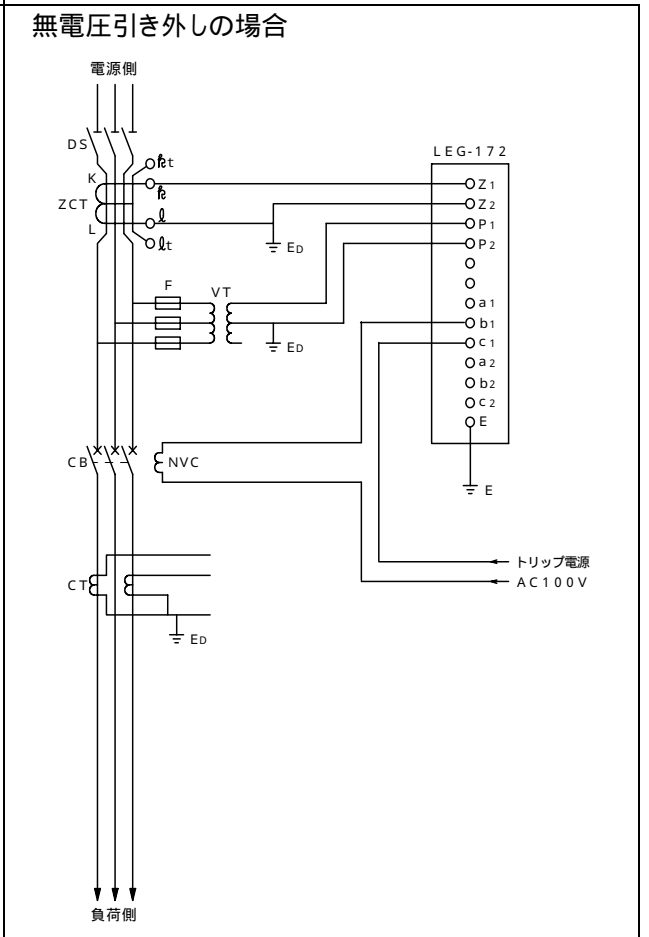 無電圧引き外しの場合
電源側
DS
LEG-172
K
kt
k
ZCT
L
l
lt
ED
Z1
Z2
P1
P2
F
VT
ED
a1
b1
c1
a2
b2
c2
E
CB
NVC
E
トリップ電源
AC100V
CT
ED
負荷側